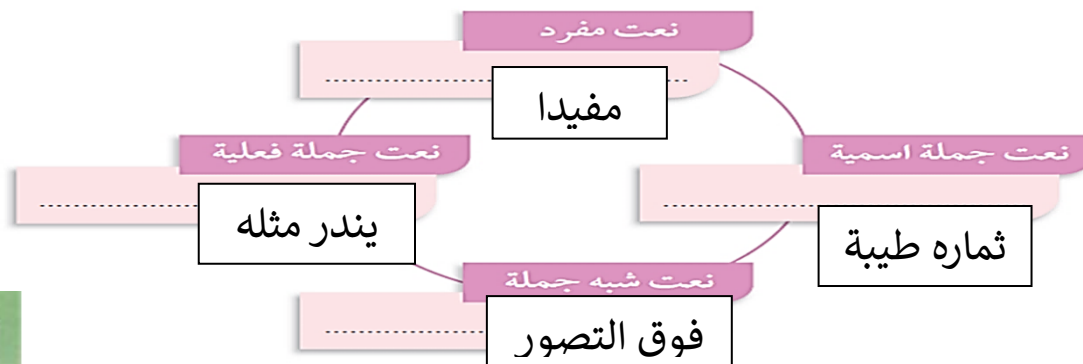 نعت مفرد
مفيدا
نعت جملة اسمية
ثماره طيبة
نعت جملة فعلية
يندر مثله
نعت شبه جملة
فوق التصور